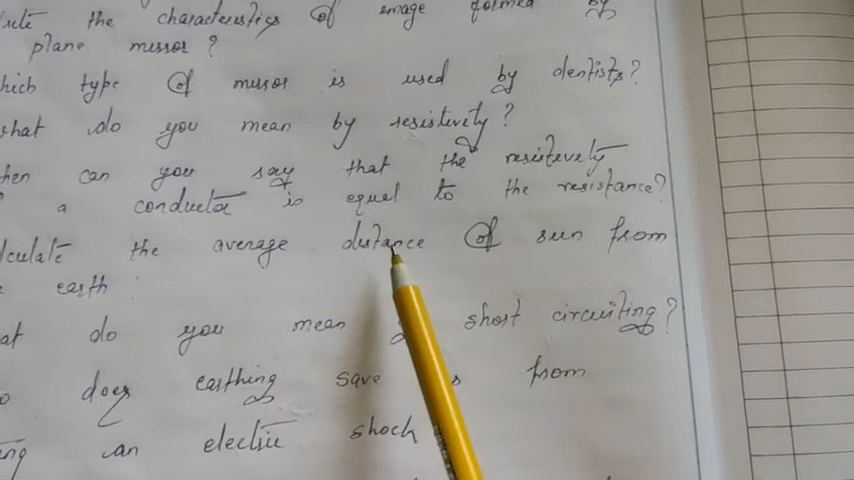 the characteristics of image formed by
plane mirror ?
type of mirror is used by dentists?
what do you mean by resistivity ?
can you say that the resistivity
a conductor is equal to the resistance?
the average distance of sun from
earth :
do you mean short circuiting ?
does earthing save from
an electric shock